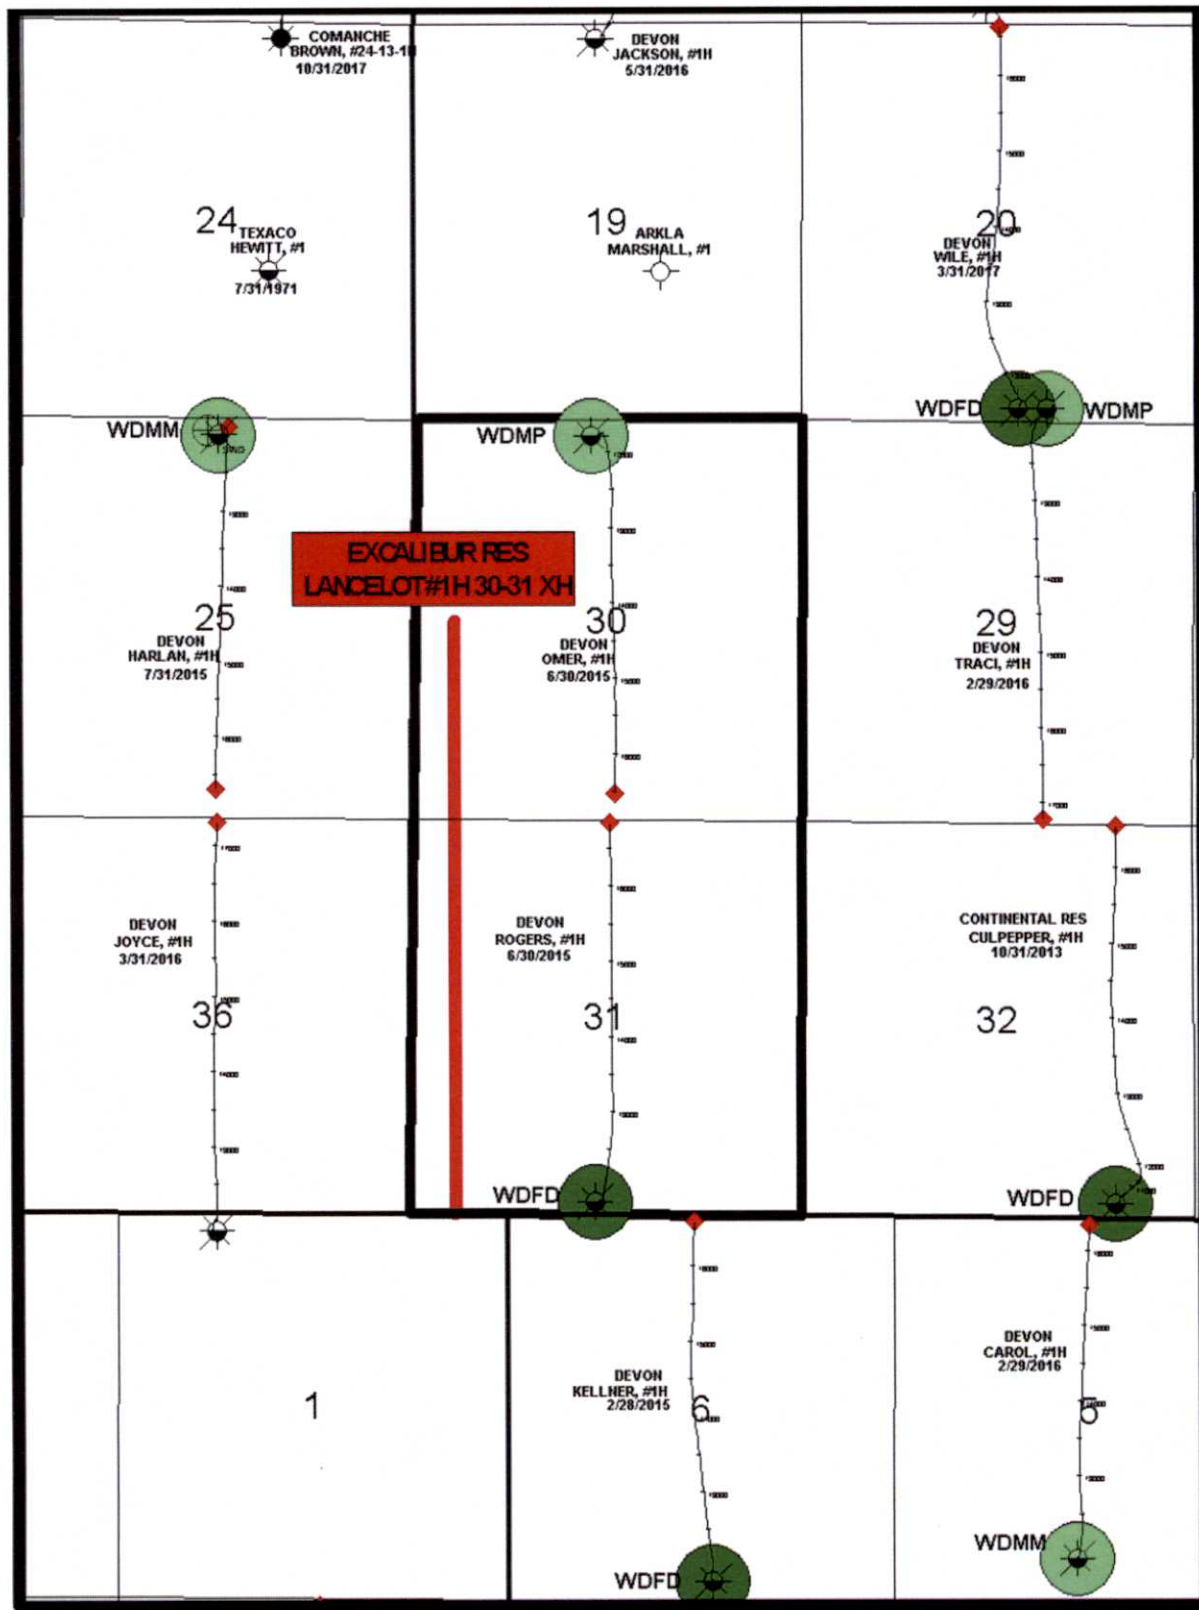 COMANCHE
BROWN, #24-13-1H
10/31/2017
DEVON
JACKSON, #1H
5/31/2016
24
TEXACO
HEWITT, #1
7/31/1971
19
ARKLA
MARSHALL, #1
20
DEVON
WILE, #1H
3/31/2017
WDMM
SWD
WDMP
WDFD
WDMP
EXCALIBUR RES
LANCELOT#1H 30-31 XH
25
DEVON
HARLAN, #1H
7/31/2015
30
DEVON
OMER, #1H
6/30/2015
29
DEVON
TRACI, #1H
2/29/2016
DEVON
JOYCE, #1H
3/31/2016
36
DEVON
ROGERS, #1H
6/30/2015
31
CONTINENTAL RES
CULPEPPER, #1H
10/31/2013
32
WDFD
WDFD
1
DEVON
KELLNER, #1H
2/28/2015
6
DEVON
CAROL, #1H
2/29/2016
5
WDFD
WDMM